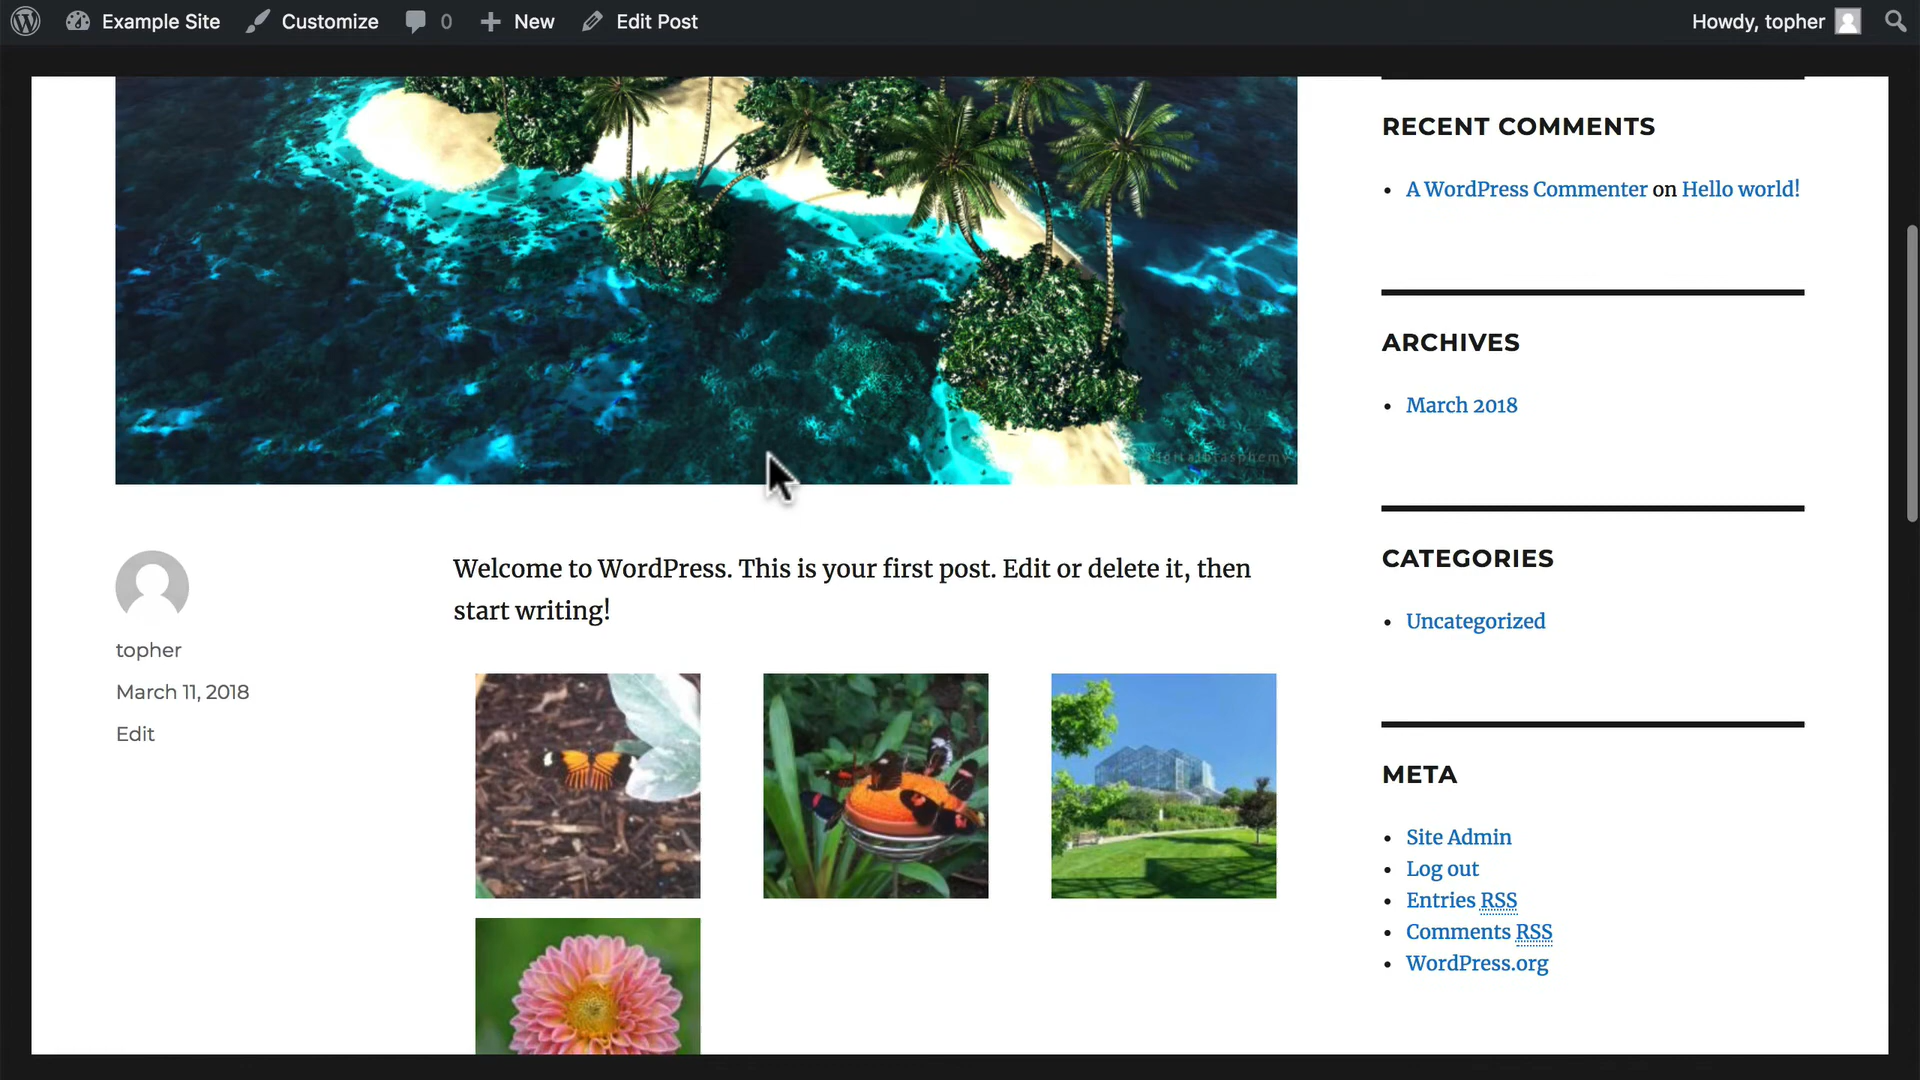 Example Site
Customize
0
New
Edit Post
Howdy, topher
digitalblasphemy
Welcome to WordPress. This is your first post. Edit or delete it, then
start writing!
topher
March 11, 2018
Edit
RECENT COMMENTS
A WordPress Commenter on Hello world!
ARCHIVES
March 2018
CATEGORIES
Uncategorized
META
Site Admin
Log out
Entries RSS
Comments RSS
WordPress.org